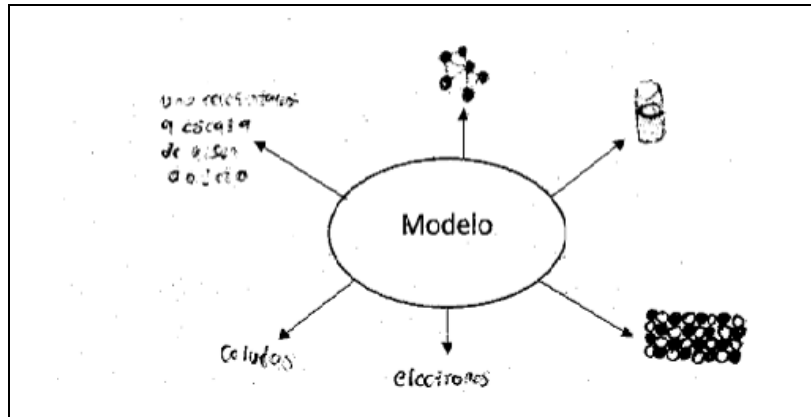 a escala
de algun
objeto
Modelo
Celulas
electrones